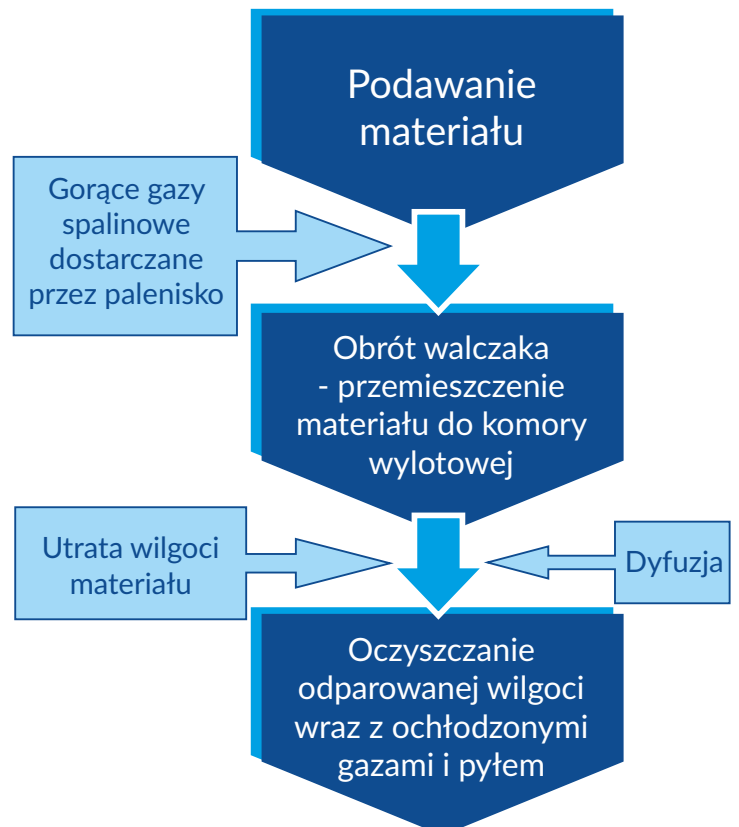 Podawanie
materiału
Gorące gazy
spalinowe
dostarczane
przez palenisko
Obrót walczaka
- przemieszczenie
materiału do komory
wylotowej
Utrata wilgoci
materiału
Dyfuzja
Oczyszczanie
odparowanej wilgoci
wraz z ochłodzonymi
gazami i pyłem